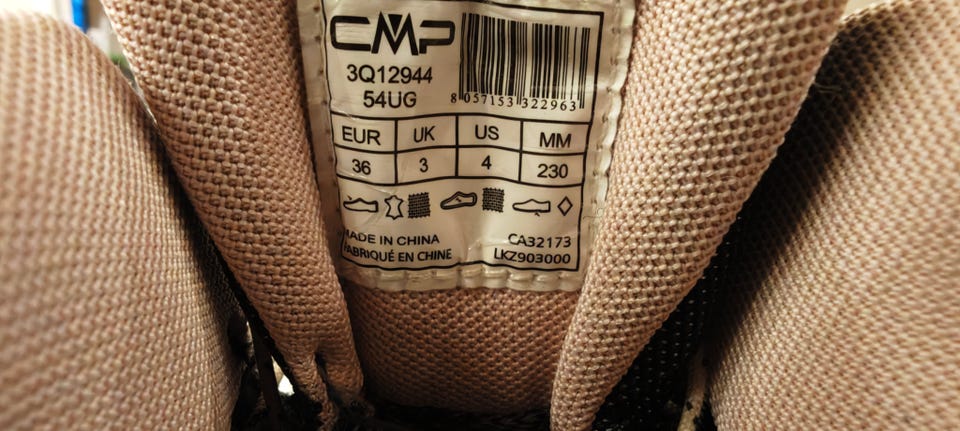 CMP
3Q12944
54UG
8 057153 322963
EUR UK US MM
36 3 4 230
MADE IN CHINA CA32173
FABRIQUÉ EN CHINE LKZ903000